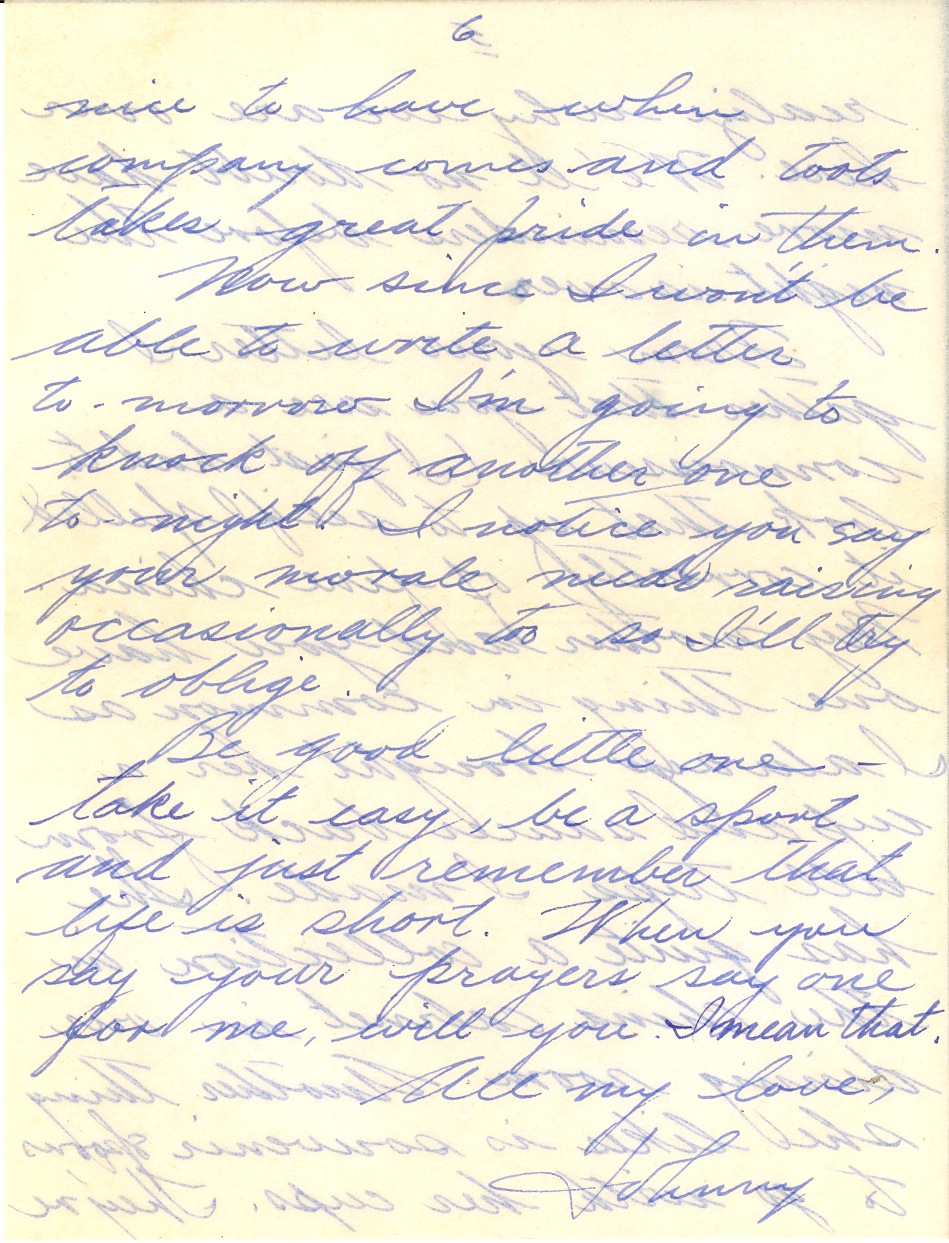 6
nice to have when
company comes and toots
takes great pride in them.
Now since I won't be
able to write a letter
to-morrow I'm going to
knock off another one
to-night. I notice you say
your morale needs raising
occasionally too so I'll try
to oblige.
Be good little one -
take it easy, be a sport
and just remember that
life is short. When you
say your prayers say one
for me, will you. I mean that.
All my love,
Johnny